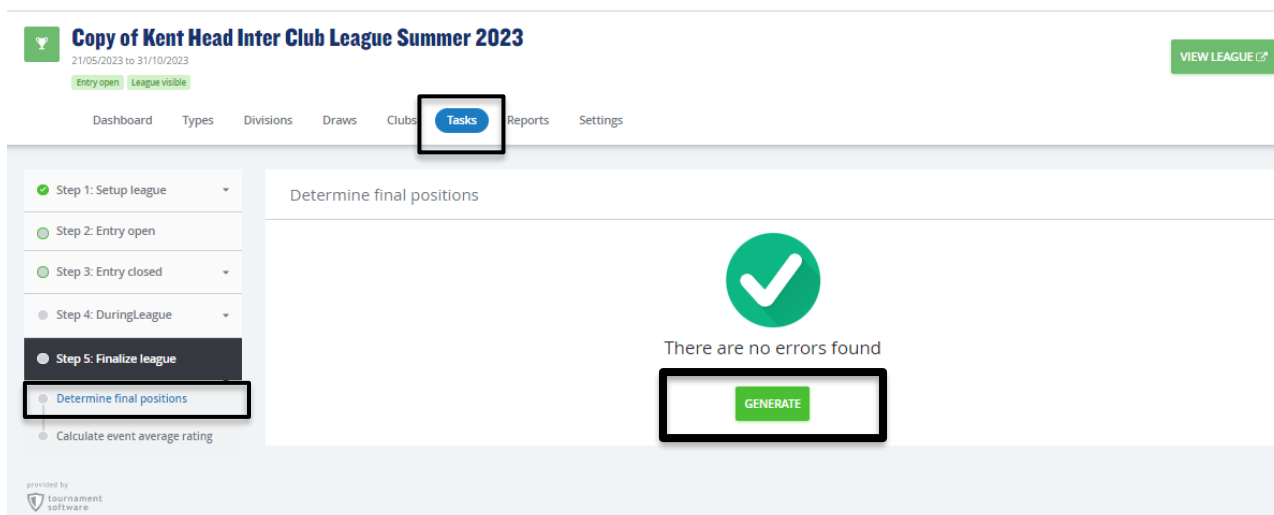 Copy of Kent Head Inter Club League Summer 2023
21/05/2023 to 31/10/2023
Entry open League visible
VIEW LEAGUE
Dashboard Types Divisions Draws Clubs Tasks Reports Settings
Step 1: Setup league
Step 2: Entry open
Step 3: Entry closed
Step 4: DuringLeague
Step 5: Finalize league
Determine final positions
Calculate event average rating
Determine final positions
There are no errors found
GENERATE
provided by
tournament
software